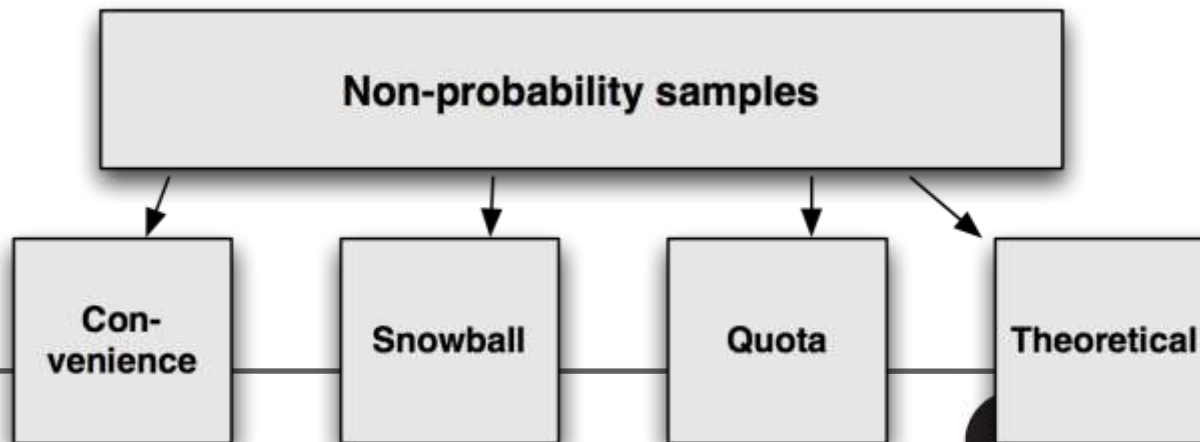 Non-probability samples
Con-
venience
Snowball
Quota
Theoretical